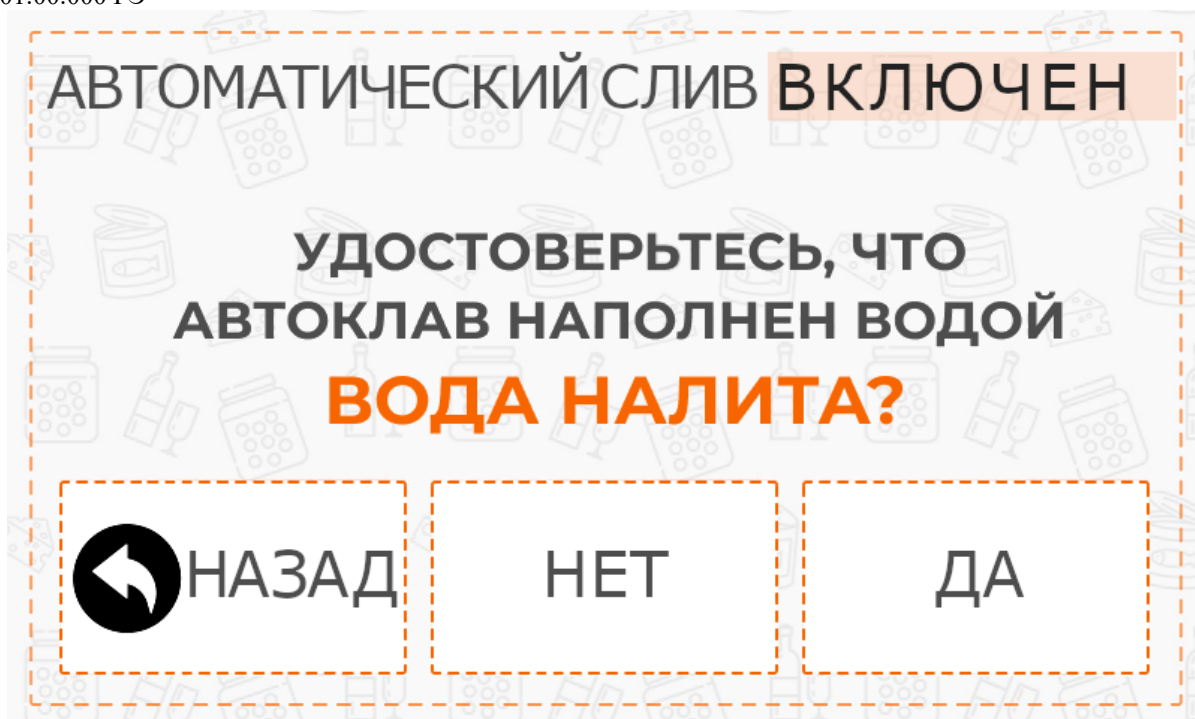 АВТОМАТИЧЕСКИЙ СЛИВ ВКЛЮЧЕН
УДОСТОВЕРЬТЕСЬ, ЧТО
АВТОКЛАВ НАПОЛНЕН ВОДОЙ
ВОДА НАЛИТА?
НАЗАД
НЕТ
ДА